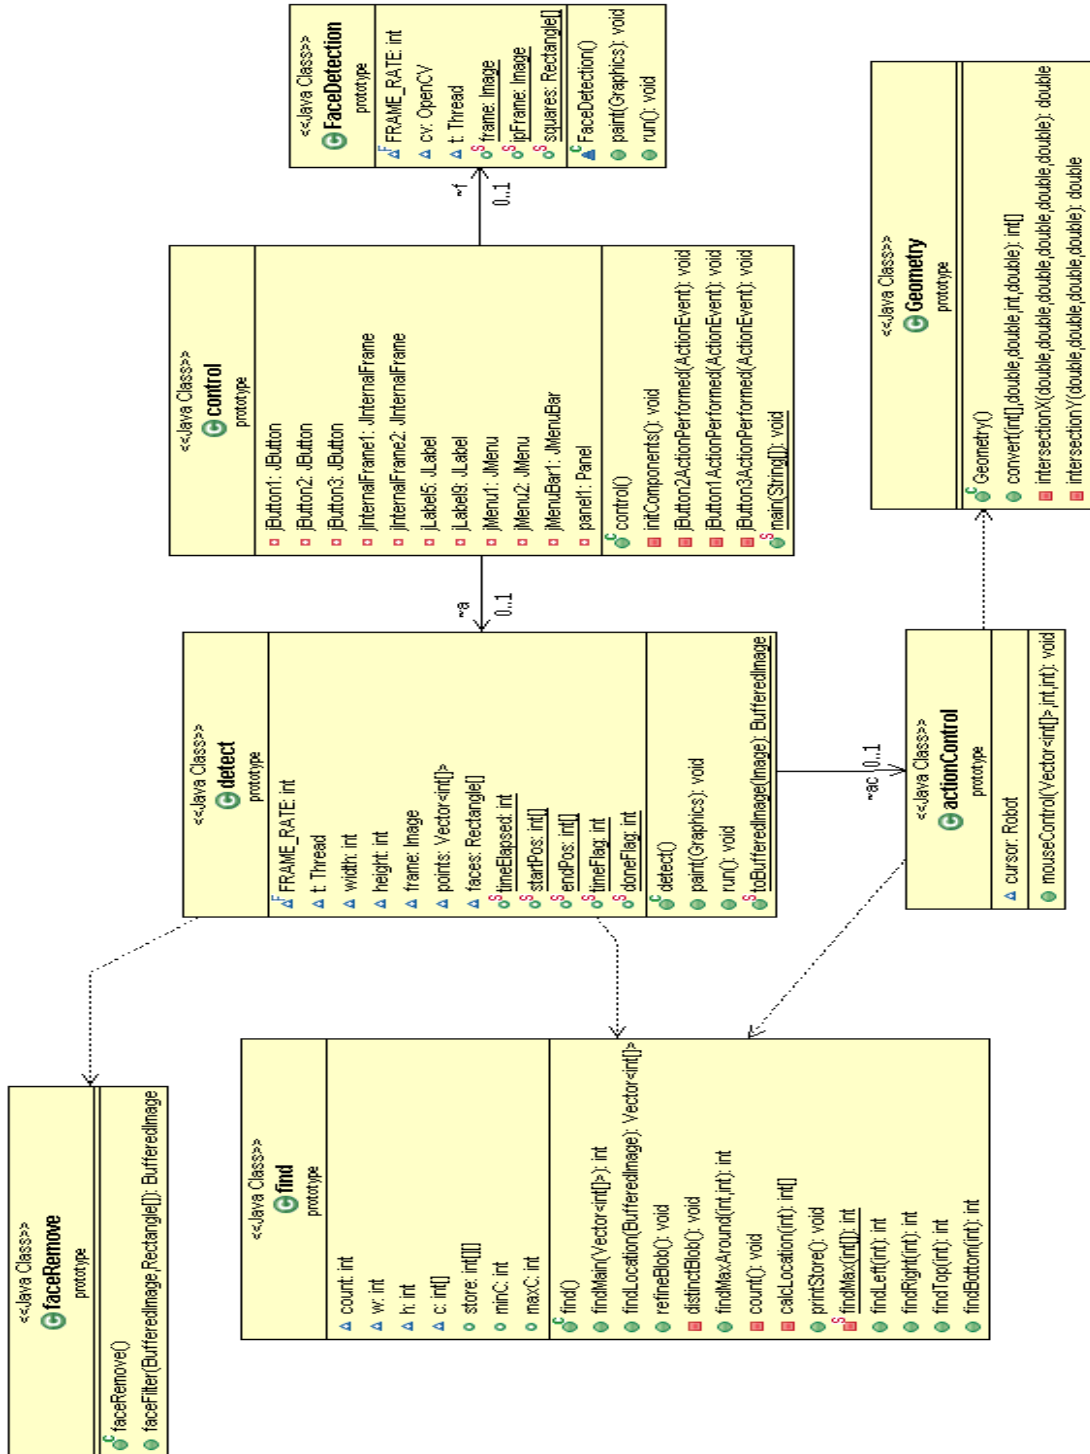 <<Java Class>>
faceRemove
prototype
faceRemove()
faceFilter(BufferedImage,Rectangle[]): BufferedImage
<<Java Class>>
find
prototype
count: int
w: int
h: int
c: int[]
store: int[][]
minC: int
maxC: int
find()
findMain(Vector<int[]>): int
findLocation(BufferedImage): Vector<int[]>
refineBlob(): void
distinctBlob(): void
findMaxAround(int,int): int
count(): void
calcLocation(int): int[]
printStore(): void
findMax(int[]): int
findLeft(int): int
findRight(int): int
findTop(int): int
findBottom(int): int
<<Java Class>>
detect
prototype
FRAME_RATE: int
t: Thread
width: int
height: int
frame: Image
points: Vector<int[]>
faces: Rectangle[]
timeElapsed: int
startPos: int[]
endPos: int[]
timeFlag: int
doneFlag: int
detect()
paint(Graphics): void
run(): void
toBufferedImage(Image): BufferedImage
~ac 0..1
<<Java Class>>
actionControl
prototype
cursor: Robot
mouseControl(Vector<int[]>,int,int): void
~a
0..1
<<Java Class>>
control
prototype
jButton1: JButton
jButton2: JButton
jButton3: JButton
jInternalFrame1: JInternalFrame
jInternalFrame2: JInternalFrame
jLabel5: JLabel
jLabel9: JLabel
jMenu1: JMenu
jMenu2: JMenu
jMenuBar1: JMenuBar
panel1: Panel
control()
initComponents(): void
jButton2ActionPerformed(ActionEvent): void
jButton1ActionPerformed(ActionEvent): void
jButton3ActionPerformed(ActionEvent): void
main(String[]): void
~f
0..1
<<Java Class>>
FaceDetection
prototype
FRAME_RATE: int
cv: OpenCV
t: Thread
frame: Image
ipFrame: Image
squares: Rectangle[]
FaceDetection()
paint(Graphics): void
run(): void
<<Java Class>>
Geometry
prototype
Geometry()
convert(int[],double,double,int,double): int[]
intersectionX(double,double,double,double,double,double): double
intersectionY(double,double,double,double): double